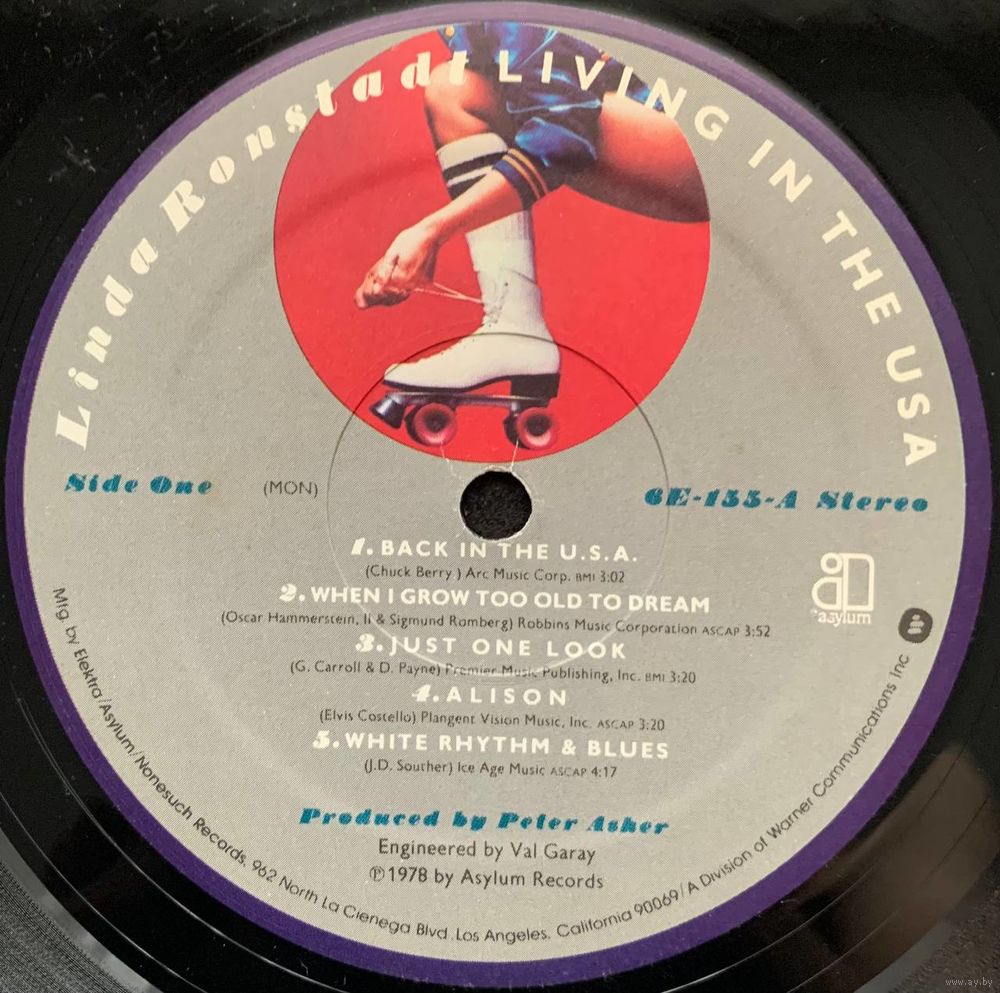 Linda Ronstadt LIVING IN THE USA
Side One (MON) 6E-155-A Stereo
1. BACK IN THE U.S.A.
(Chuck Berry ) Arc Music Corp. BMI 3:02
2. WHEN I GROW TOO OLD TO DREAM
(Oscar Hammerstein, II & Sigmund Romberg) Robbins Music Corporation ASCAP 3:52
3. JUST ONE LOOK
(G. Carroll & D. Payne) Premier Music Publishing, Inc. BMI 3:20
4. ALISON
(Elvis Costello) Plangent Vision Music, Inc. ASCAP 3:20
5. WHITE RHYTHM & BLUES
(J.D. Souther) Ice Age Music ASCAP 4:17
asylum
Produced by Peter Asher
Engineered by Val Garay
℗1978 by Asylum Records
Mfg. by Elektra/Asylum/Nonesuch Records, 962 North La Cienega Blvd., Los Angeles, California 90069/A Division of Warner Communications Inc
www.ay.by